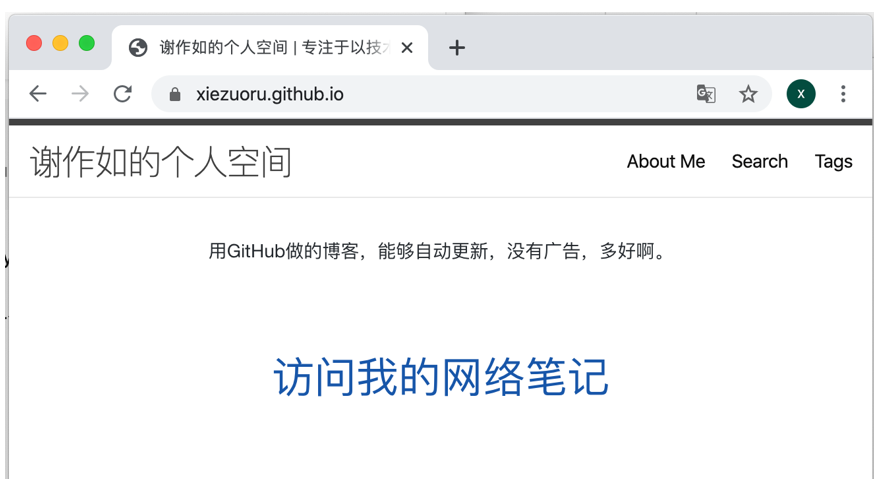 谢作如的个人空间 | 专注于以技
xiezuoru.github.io
X
谢作如的个人空间 About Me Search Tags
用GitHub做的博客，能够自动更新，没有广告，多好啊。
访问我的网络笔记